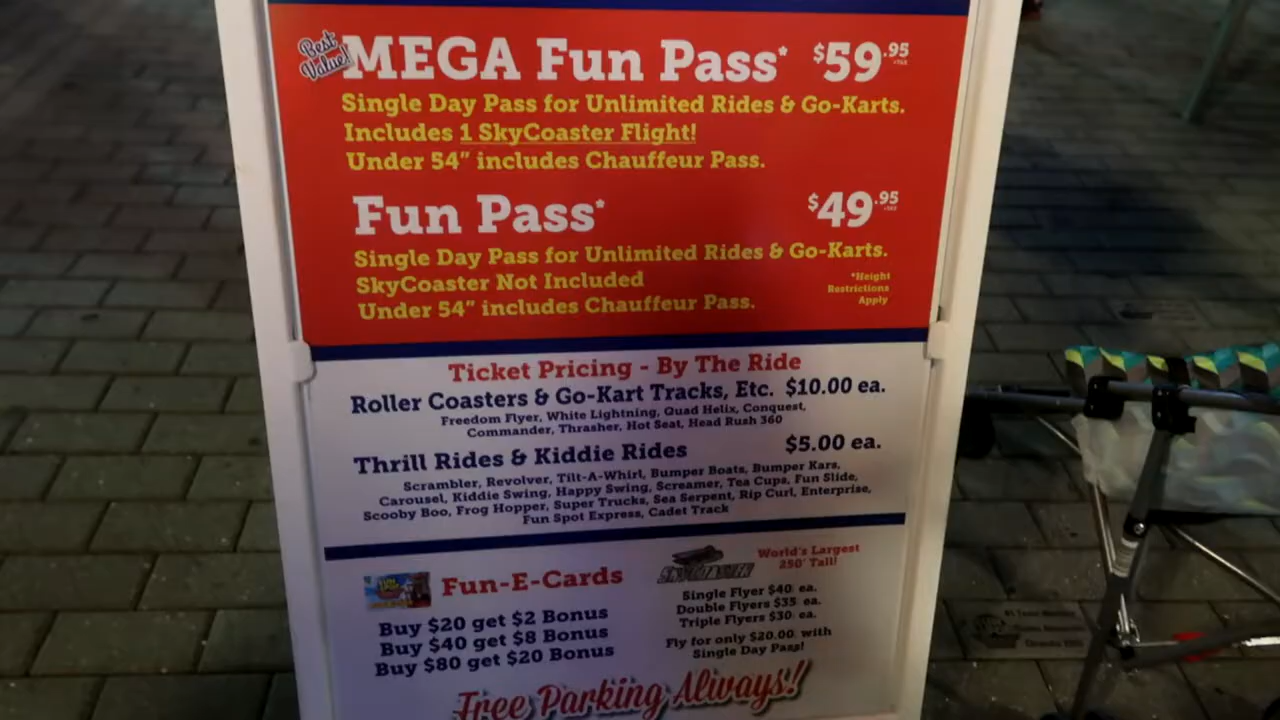 Best Value!
MEGA Fun Pass* $59.95 +TAX
Single Day Pass for Unlimited Rides & Go-Karts.
Includes 1 SkyCoaster Flight!
Under 54" includes Chauffeur Pass.
Fun Pass* $49.95 +TAX
Single Day Pass for Unlimited Rides & Go-Karts.
SkyCoaster Not Included
Under 54" includes Chauffeur Pass.
*Height
Restrictions
Apply
Ticket Pricing - By The Ride
Roller Coasters & Go-Kart Tracks, Etc. $10.00 ea.
Freedom Flyer, White Lightning, Quad Helix, Conquest,
Commander, Thrasher, Hot Seat, Head Rush 360
Thrill Rides & Kiddie Rides $5.00 ea.
Scrambler, Revolver, Tilt-A-Whirl, Bumper Boats, Bumper Kars,
Carousel, Kiddie Swing, Happy Swing, Screamer, Tea Cups, Fun Slide,
Scooby Boo, Frog Hopper, Super Trucks, Sea Serpent, Rip Curl, Enterprise,
Fun Spot Express, Cadet Track
Fun-E-Cards
Buy $20 get $2 Bonus
Buy $40 get $8 Bonus
Buy $80 get $20 Bonus
SKYCOASTER
World's Largest
250' Tall!
Single Flyer $40 ea.
Double Flyers $35 ea.
Triple Flyers $30 ea.
Fly for only $20.00 with
Single Day Pass!
Free Parking Always!